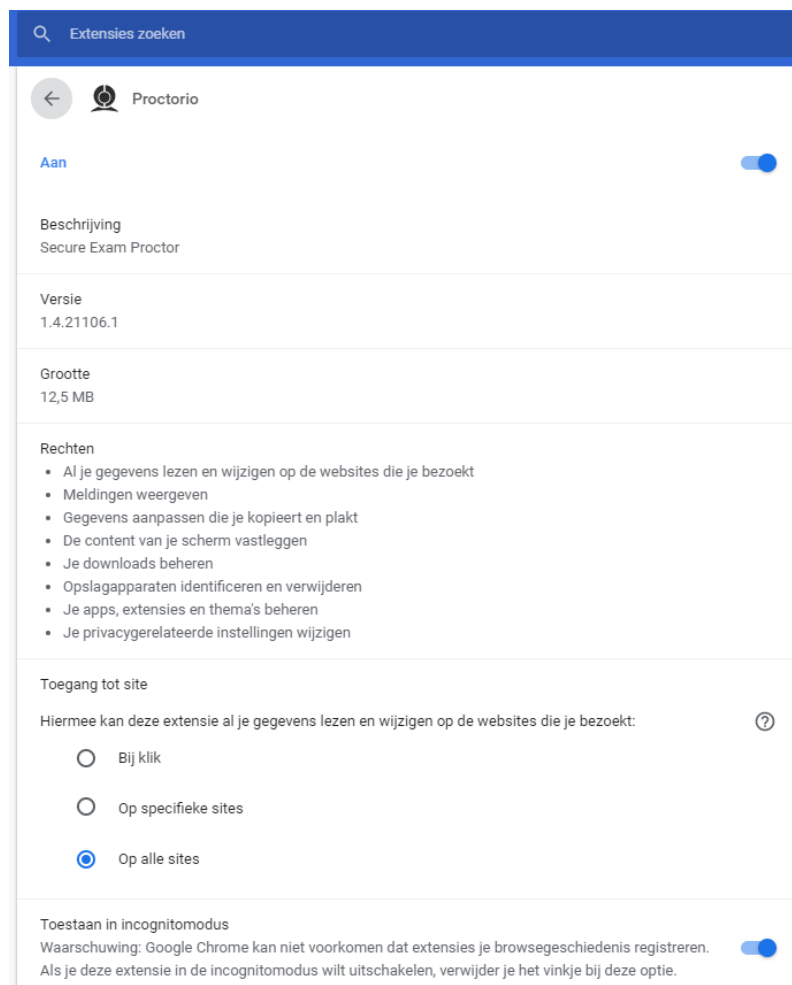 Extensies zoeken
Proctorio
Aan
Beschrijving
Secure Exam Proctor
Versie
1.4.21106.1
Grootte
12,5 MB
Rechten
• Al je gegevens lezen en wijzigen op de websites die je bezoekt
• Meldingen weergeven
• Gegevens aanpassen die je kopieert en plakt
• De content van je scherm vastleggen
• Je downloads beheren
• Opslagapparaten identificeren en verwijderen
• Je apps, extensies en thema's beheren
• Je privacygerelateerde instellingen wijzigen
Toegang tot site
Hiermee kan deze extensie al je gegevens lezen en wijzigen op de websites die je bezoekt:
Bij klik
Op specifieke sites
Op alle sites
Toestaan in incognitomodus
Waarschuwing: Google Chrome kan niet voorkomen dat extensies je browsegeschiedenis registreren.
Als je deze extensie in de incognitomodus wilt uitschakelen, verwijder je het vinkje bij deze optie.